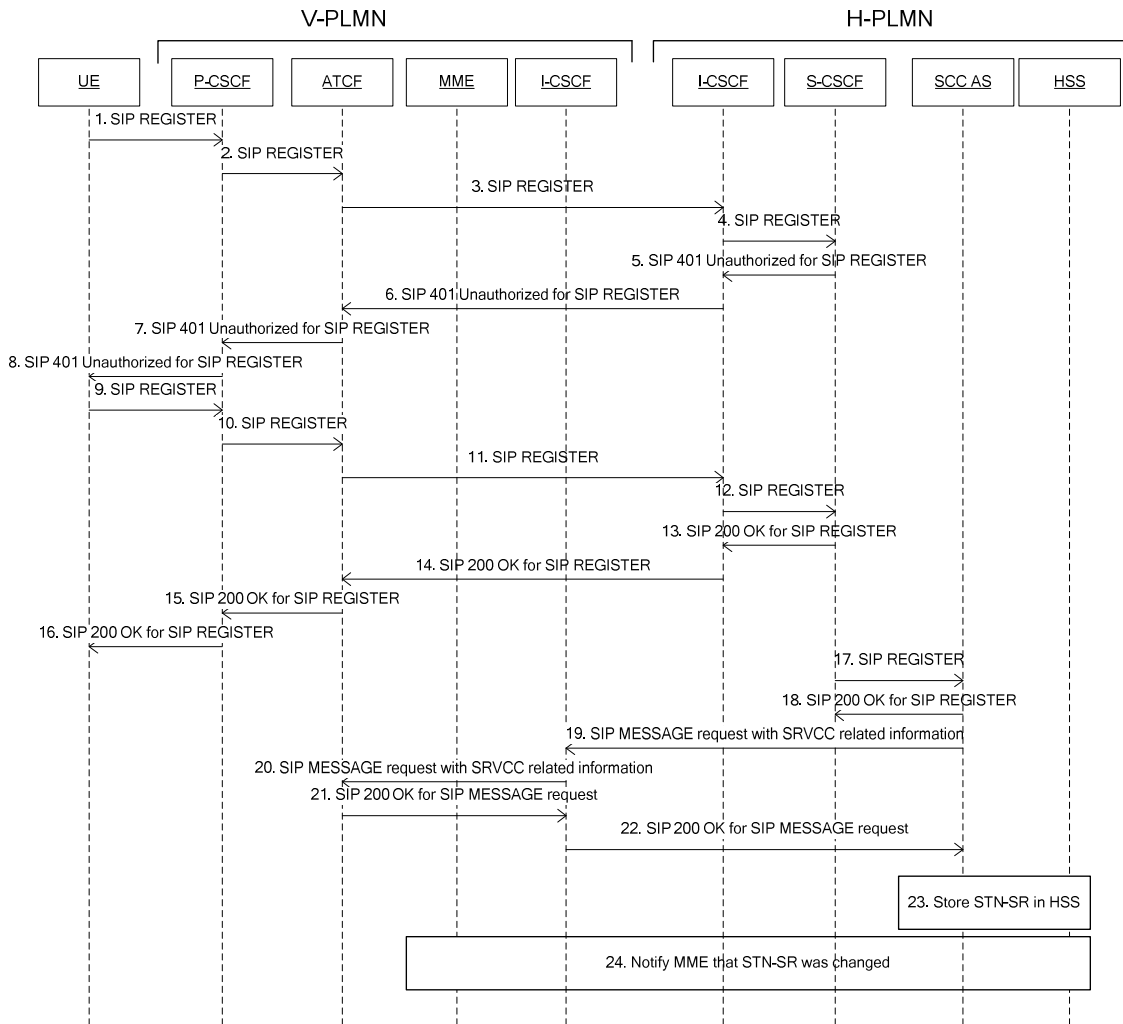 V-PLMN
H-PLMN
UE
P-CSCF
ATCF
MME
I-CSCF
I-CSCF
S-CSCF
SCC AS
HSS
1. SIP REGISTER
2. SIP REGISTER
3. SIP REGISTER
4. SIP REGISTER
5. SIP 401 Unauthorized for SIP REGISTER
6. SIP 401 Unauthorized for SIP REGISTER
7. SIP 401 Unauthorized for SIP REGISTER
8. SIP 401 Unauthorized for SIP REGISTER
9. SIP REGISTER
10. SIP REGISTER
11. SIP REGISTER
12. SIP REGISTER
13. SIP 200 OK for SIP REGISTER
14. SIP 200 OK for SIP REGISTER
15. SIP 200 OK for SIP REGISTER
16. SIP 200 OK for SIP REGISTER
17. SIP REGISTER
18. SIP 200 OK for SIP REGISTER
19. SIP MESSAGE request with SRVCC related information
20. SIP MESSAGE request with SRVCC related information
21. SIP 200 OK for SIP MESSAGE request
22. SIP 200 OK for SIP MESSAGE request
23. Store STN-SR in HSS
24. Notify MME that STN-SR was changed